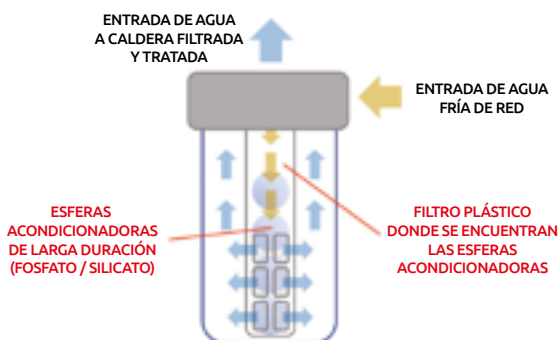 ENTRADA DE AGUA
A CALDERA FILTRADA
Y TRATADA
ENTRADA DE AGUA
FRÍA DE RED
ESFERAS
ACONDICIONADORAS
DE LARGA DURACIÓN
(FOSFATO / SILICATO)
FILTRO PLÁSTICO
DONDE SE ENCUENTRAN
LAS ESFERAS
ACONDICIONADORAS